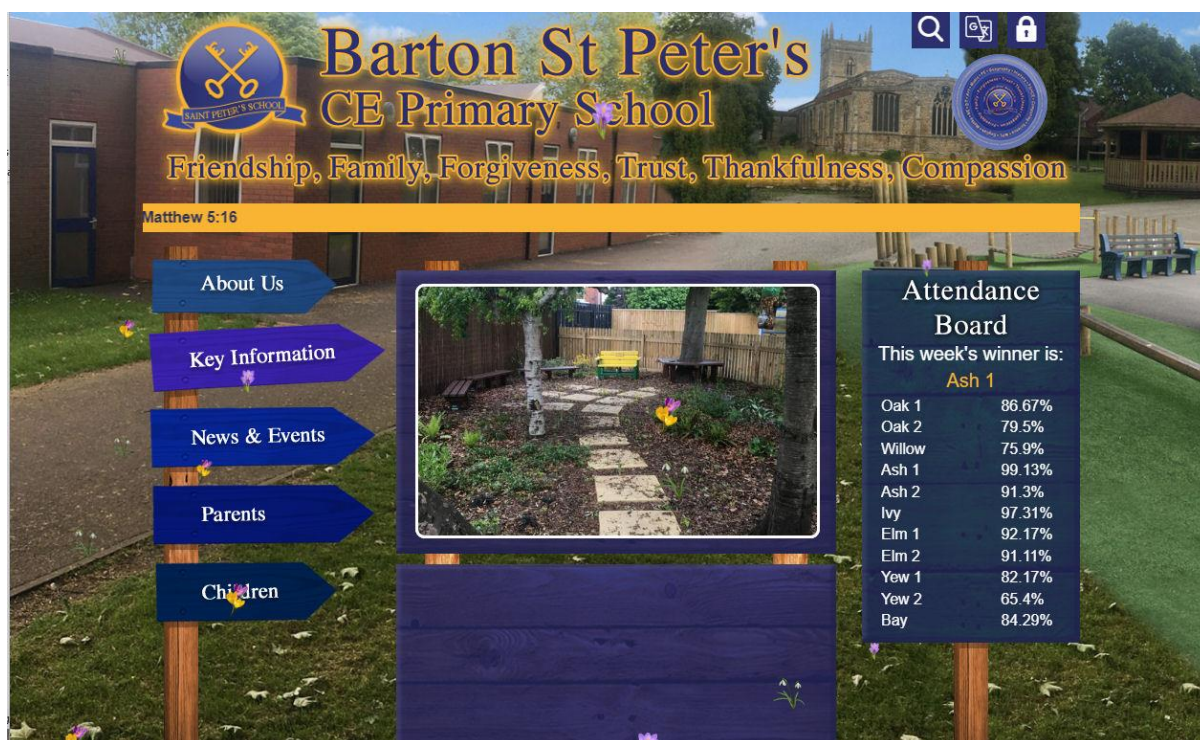 Barton St Peter's
CE Primary School
SAINT PETER'S SCHOOL
Friendship, Family, Forgiveness, Trust, Thankfulness, Compassion
Matthew 5:16
About Us
Key Information
News & Events
Parents
Children
Attendance
Board
This week's winner is:
Ash 1
Oak 1 86.67%
Oak 2 79.5%
Willow 75.9%
Ash 1 99.13%
Ash 2 91.3%
Ivy 97.31%
Elm 1 92.17%
Elm 2 91.11%
Yew 1 82.17%
Yew 2 65.4%
Bay 84.29%